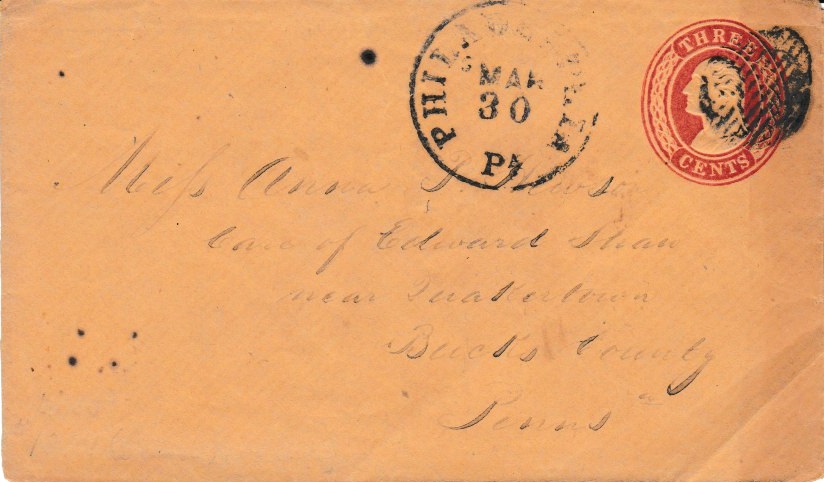 PHILADELPHIA
MAR
30
Pa
THREE
CENTS
Miss Anna P.
Care of Edward Shaw
near Quakertown
Bucks County
Penna